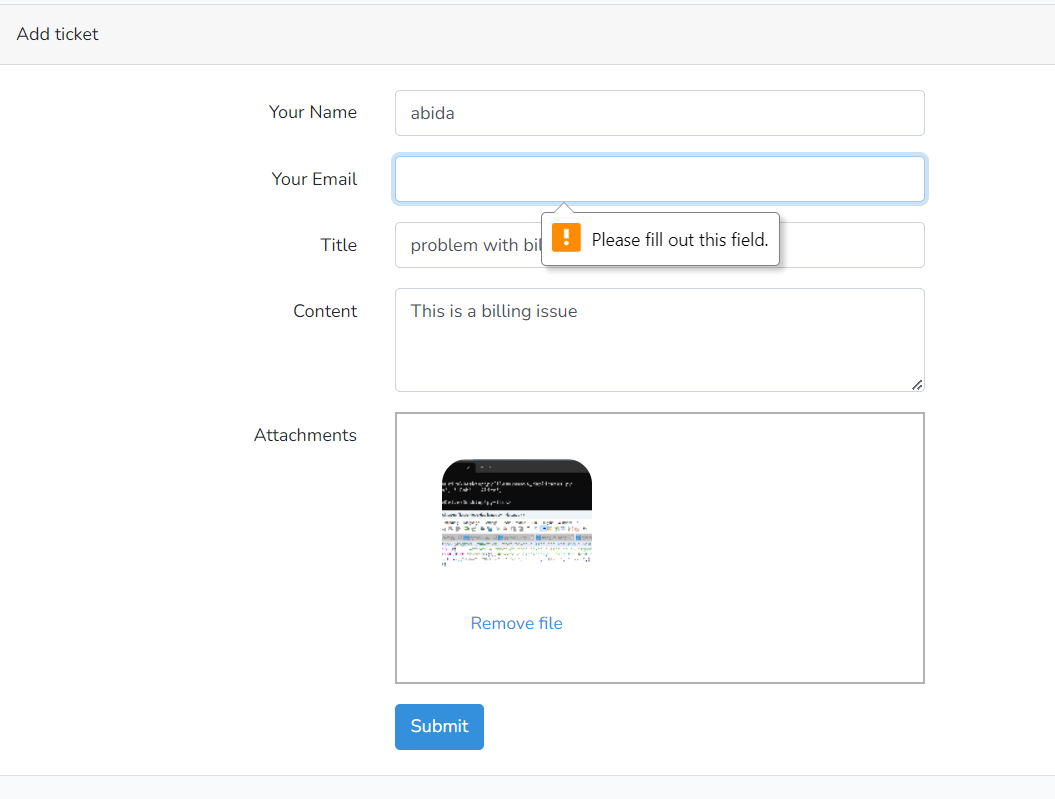 Add ticket
Your Name
abida
Your Email
Please fill out this field.
Title
problem with
Content
This is a billing issue
Attachments
Remove file
Submit